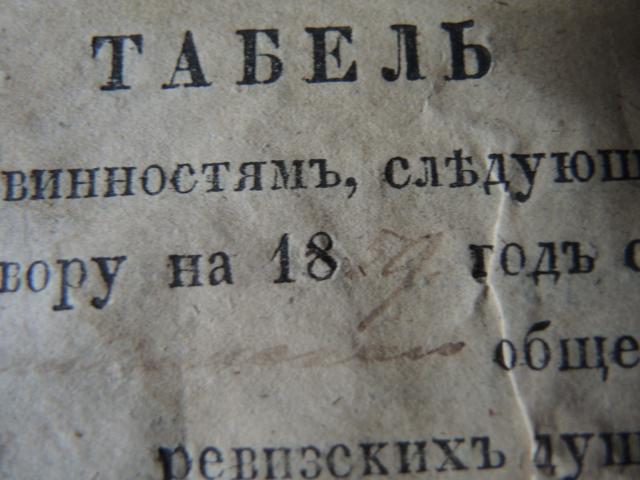 ТАБЕЛЬ
винностямъ, слѣдующ
вору на 18 годъ с
обще
ревизскихъ душ